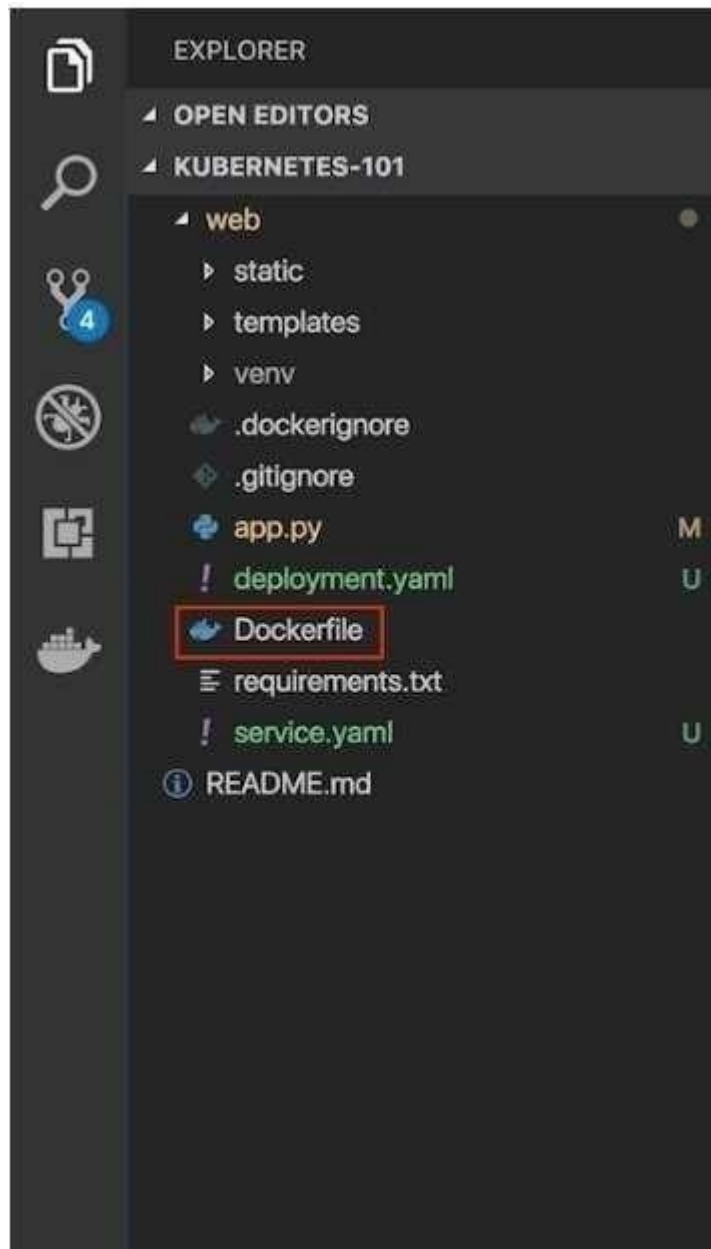 EXPLORER
OPEN EDITORS
KUBERNETES-101
web
static
4
templates
venv
.dockerignore
.gitignore
app.py M
deployment.yaml U
Dockerfile
requirements.txt
service.yaml U
README.md